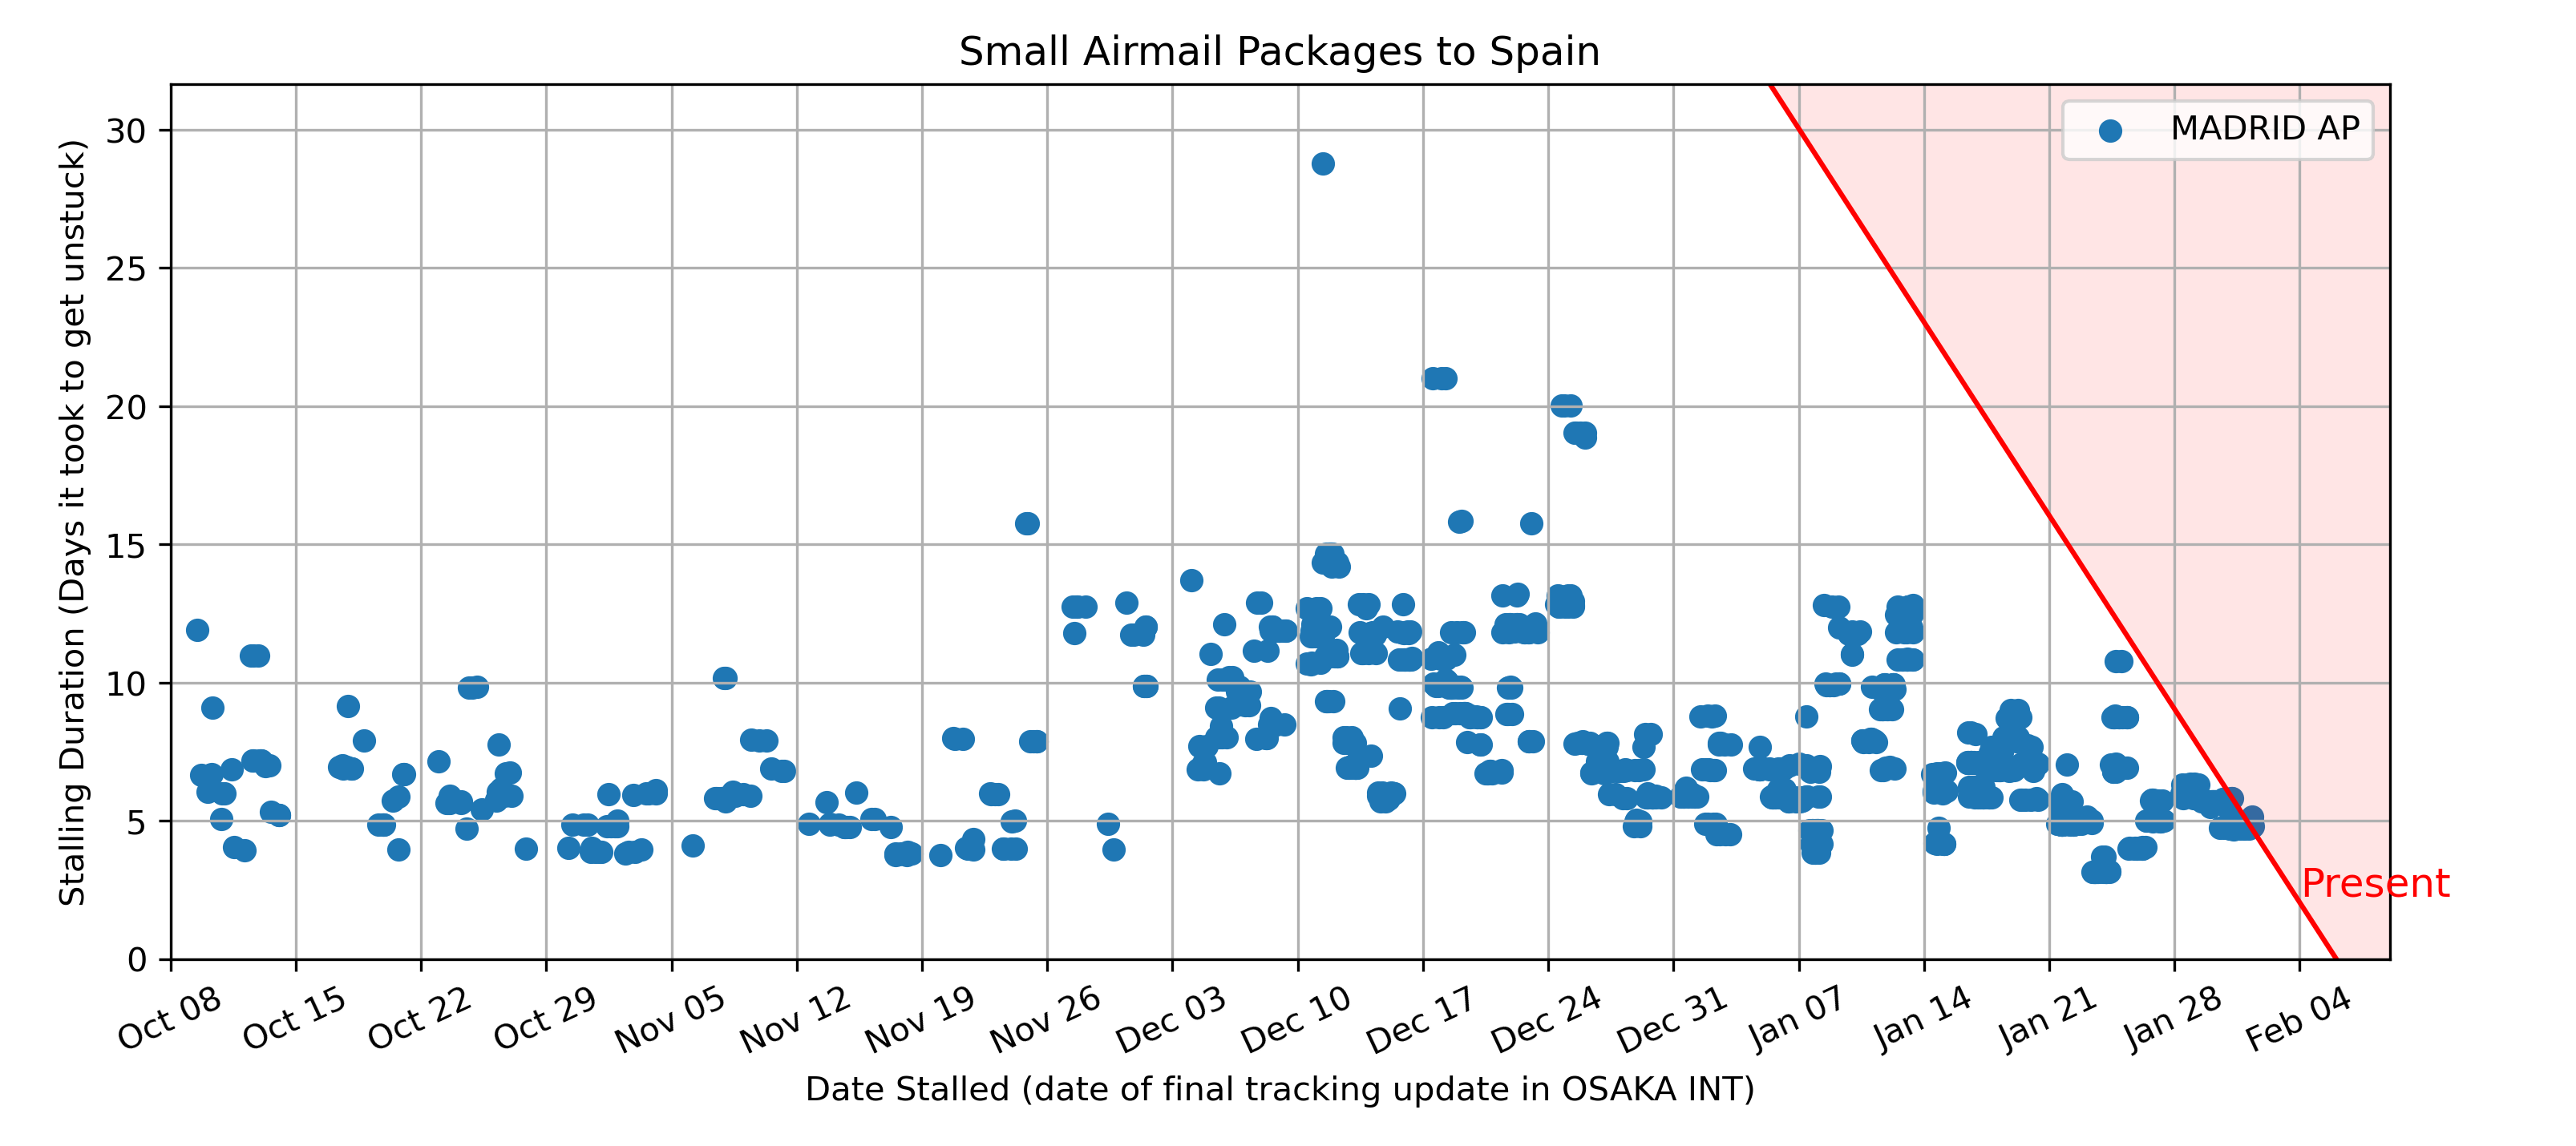 Small Airmail Packages to Spain
MADRID AP
Stalling Duration (Days it took to get unstuck)
30
25
20
15
10
5
0
Present
Oct 08
Oct 15
Oct 22
Oct 29
Nov 05
Nov 12
Nov 19
Nov 26
Dec 03
Dec 10
Dec 17
Dec 24
Dec 31
Jan 07
Jan 14
Jan 21
Jan 28
Feb 04
Date Stalled (date of final tracking update in OSAKA INT)